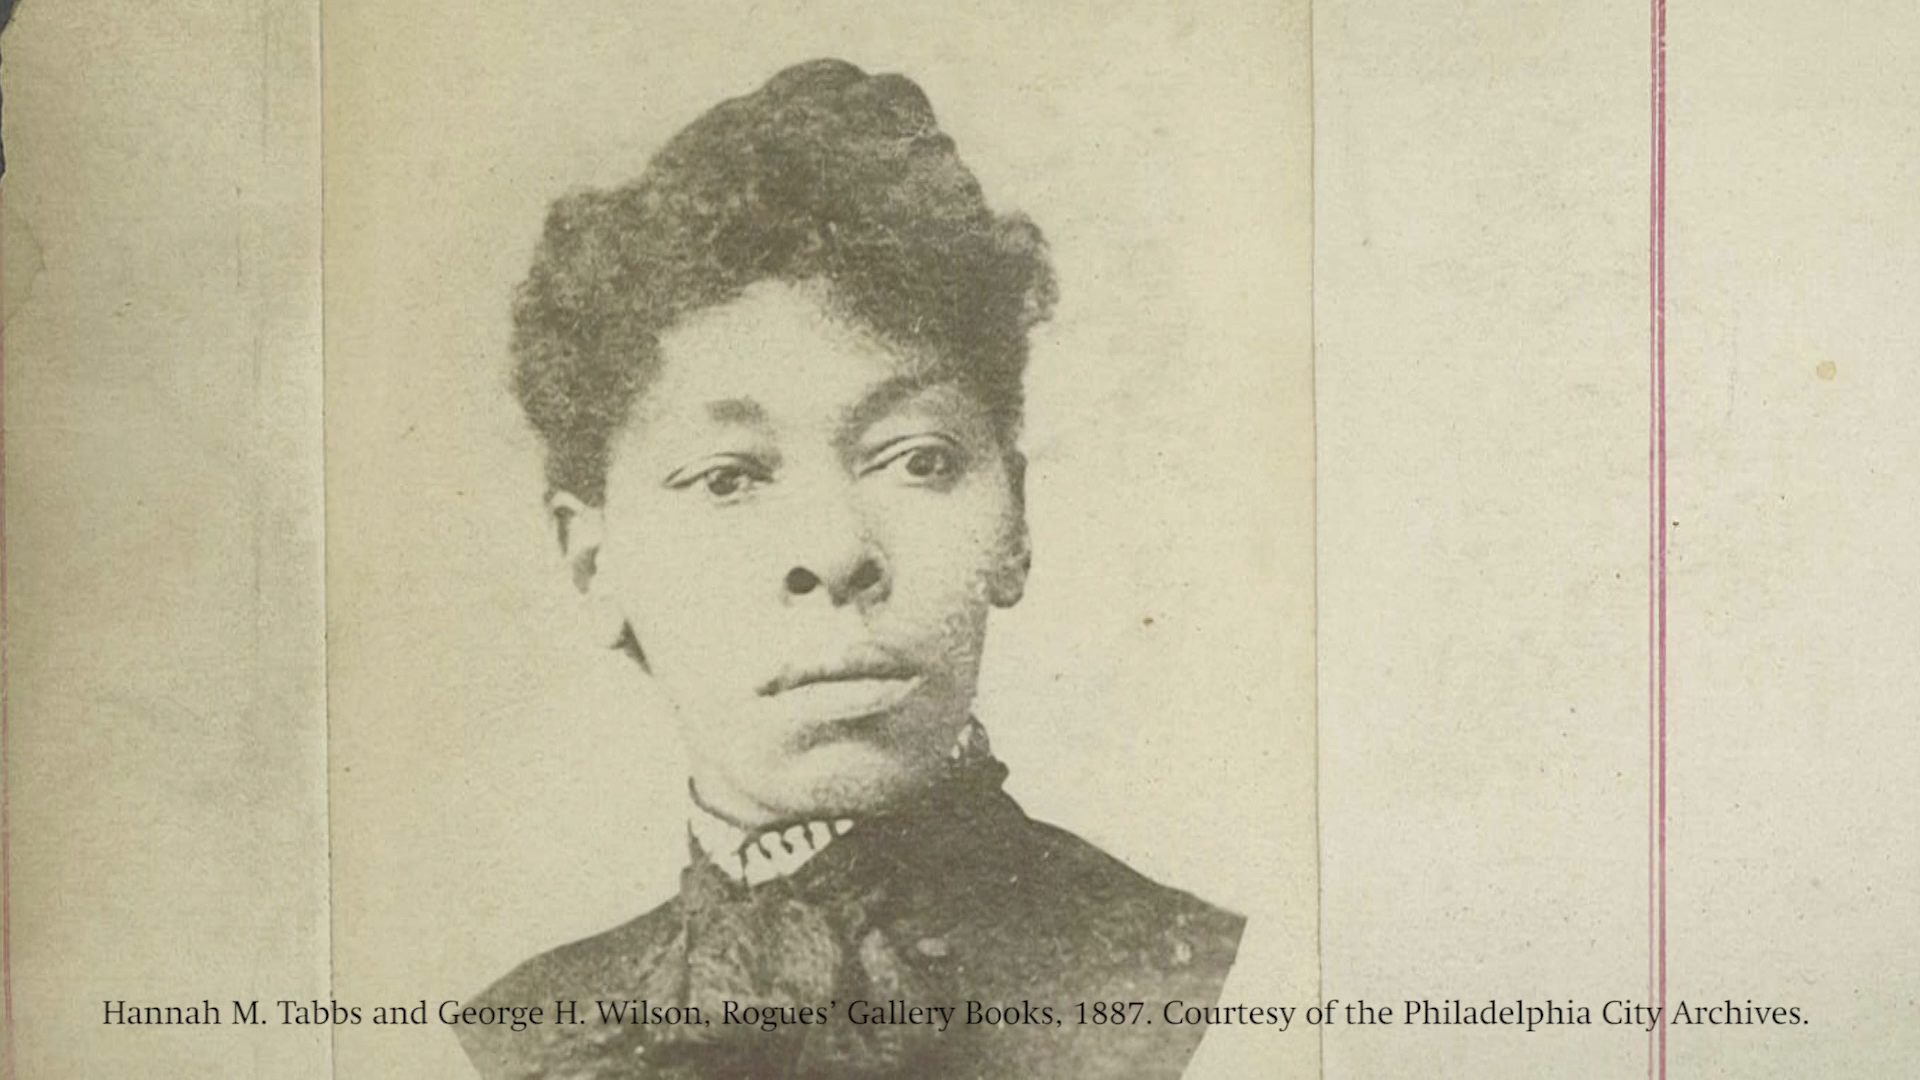 Hannah M. Tabbs and George H. Wilson, Rogues’ Gallery Books, 1887. Courtesy of the Philadelphia City Archives.